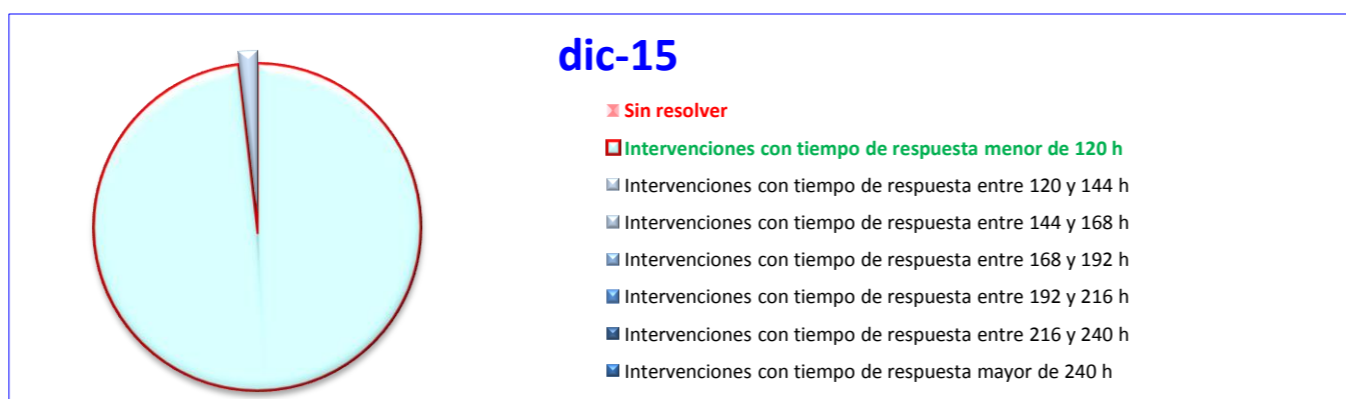 dic-15
Sin resolver
Intervenciones con tiempo de respuesta menor de 120 h
Intervenciones con tiempo de respuesta entre 120 y 144 h
Intervenciones con tiempo de respuesta entre 144 y 168 h
Intervenciones con tiempo de respuesta entre 168 y 192 h
Intervenciones con tiempo de respuesta entre 192 y 216 h
Intervenciones con tiempo de respuesta entre 216 y 240 h
Intervenciones con tiempo de respuesta mayor de 240 h